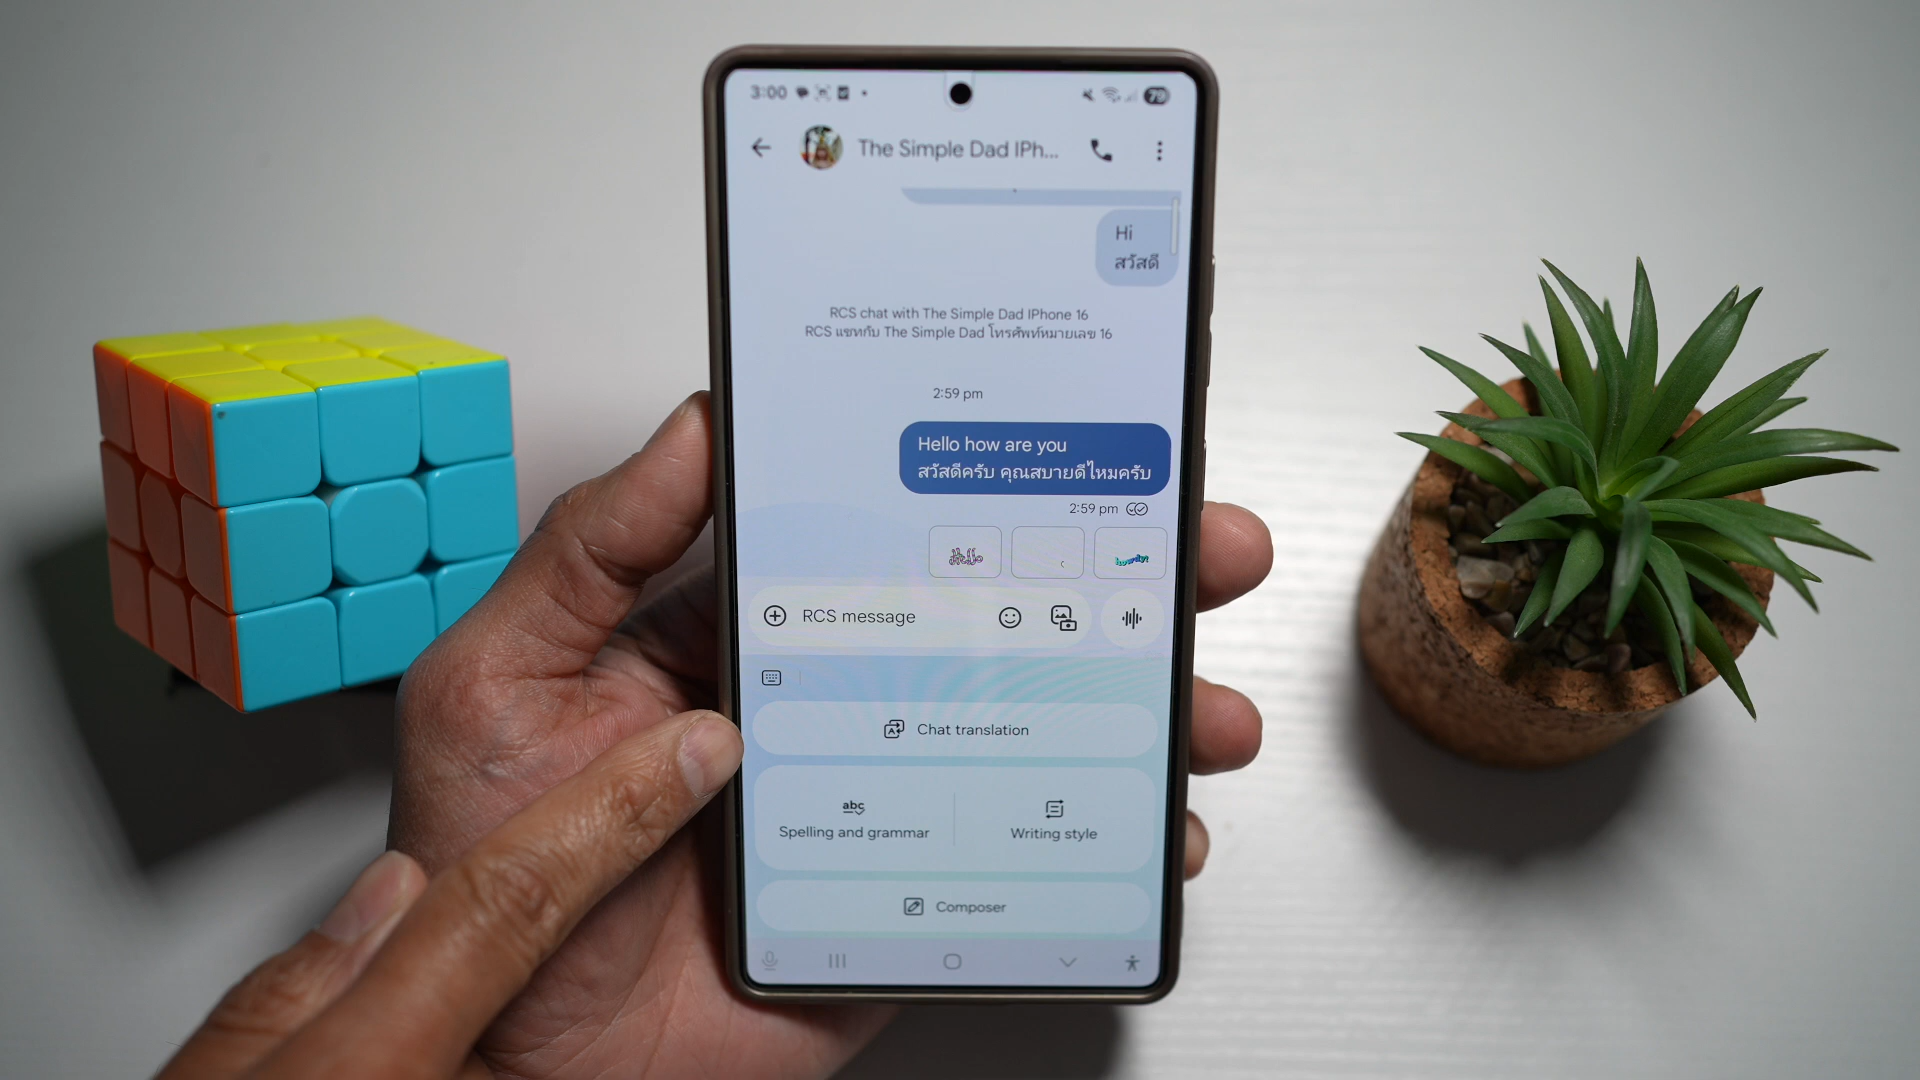 3:00
79
The Simple Dad IPh...
Hi
สวัสดี
RCS chat with The Simple Dad IPhone 16
RCS แชทกับ The Simple Dad โทรศัพท์หมายเลข 16
2:59 pm
Hello how are you
สวัสดีครับ คุณสบายดีไหมครับ
2:59 pm
Hello
howdy!
RCS message
Chat translation
abc
Spelling and grammar
Writing style
Composer